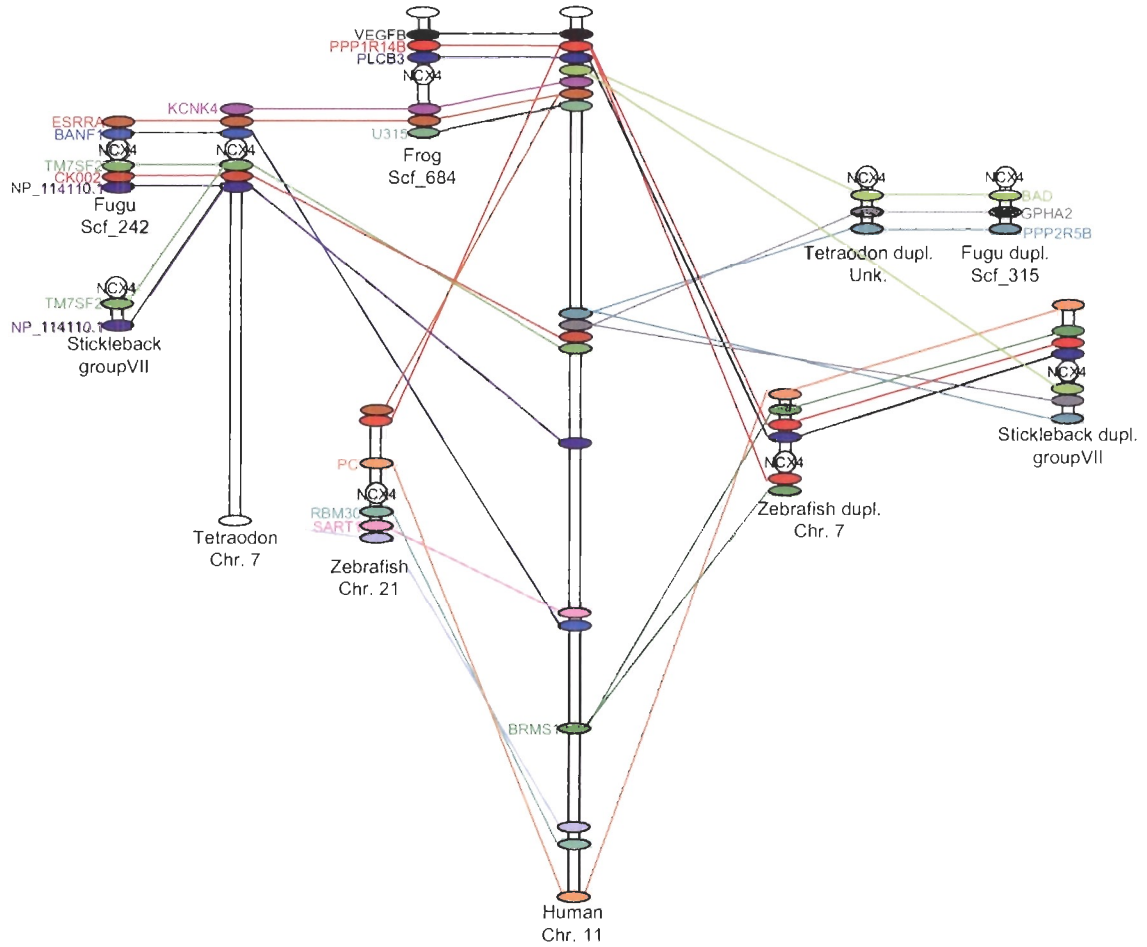 VEGFB
PPP1R14B
PLCB3
NCX4
KCNK4
ESRRA
BANF1
U315
NCX4
NCX4
Frog
Scf_684
TM7SF2
CK002
NP_114110.1
Fugu
Scf_242
NCX4
NCX4
BAD
GPHA2
PPP2R5B
Tetraodon dupl.
Unk.
Fugu dupl.
Scf_315
NCX4
TM7SF2
NP_114110.1
Stickleback
groupVII
NCX4
Stickleback dupl.
groupVII
PC
NCX4
NCX4
RBM30
SART1
Zebrafish dupl.
Chr. 7
Tetraodon
Chr. 7
Zebrafish
Chr. 21
BRMS1
Human
Chr. 11